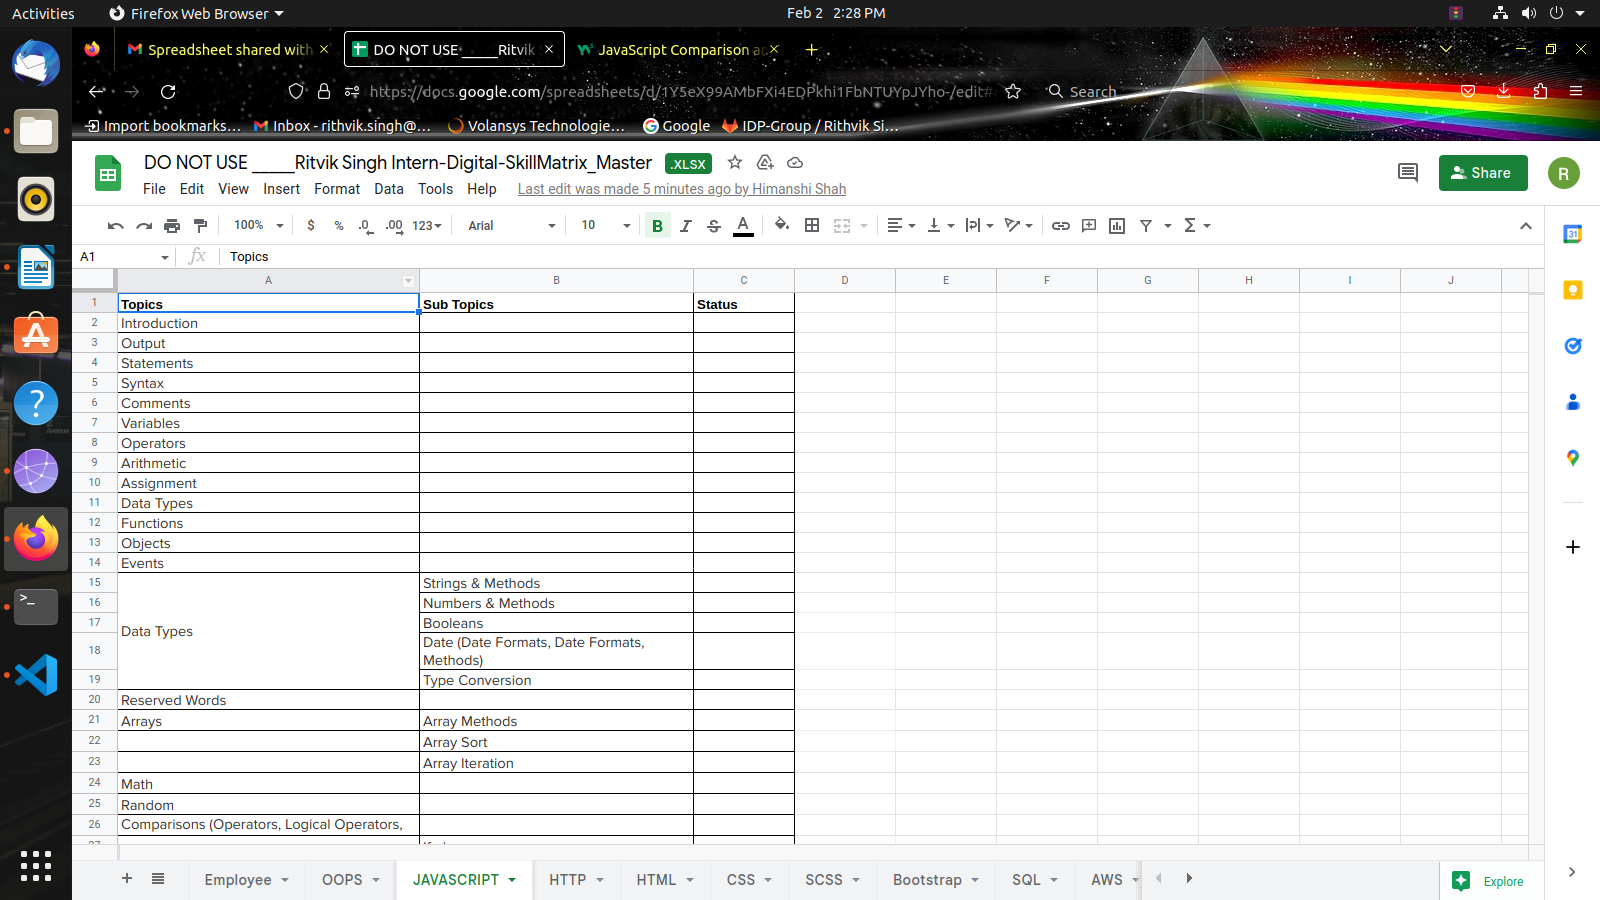 Activities
Firefox Web Browser
Feb 2 2:28 PM
Spreadsheet shared with
DO NOT USE _____Ritvik
JavaScript Comparison
https://docs.google.com/spreadsheets/d/1Y5eX99AMbFXi4EDPkhi1FbNTUYpJYho-/edit#
Search
Import bookmarks...
Inbox - rithvik.singh@...
Volansys Technologie...
Google
IDP-Group / Rithvik Si...
DO NOT USE _____Ritvik Singh Intern-Digital-SkillMatrix_Master
.XLSX
File Edit View Insert Format Data Tools Help
Last edit was made 5 minutes ago by Himanshi Shah
Share
R
100% $ % .0 .00 123 Arial 10 B I S A Σ
31
A1 fx Topics
A B C D E F G H I J
1 Topics Sub Topics Status
2 Introduction
3 Output
4 Statements
5 Syntax
6 Comments
7 Variables
8 Operators
9 Arithmetic
10 Assignment
11 Data Types
12 Functions
13 Objects
14 Events
15 Strings & Methods
16 Numbers & Methods
17 Booleans
Data Types
18 Date (Date Formats, Date Formats,
Methods)
19 Type Conversion
20 Reserved Words
21 Arrays Array Methods
22 Array Sort
23 Array Iteration
24 Math
25 Random
26 Comparisons (Operators, Logical Operators,
Employee OOPS JAVASCRIPT HTTP HTML CSS SCSS Bootstrap SQL AWS
Explore